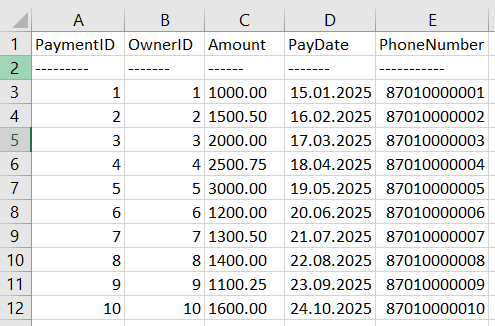 A B C D E
1 PaymentID OwnerID Amount PayDate PhoneNumber
2 --------- ------- ------ ------- -----------
3 1 1 1000.00 15.01.2025 87010000001
4 2 2 1500.50 16.02.2025 87010000002
5 3 3 2000.00 17.03.2025 87010000003
6 4 4 2500.75 18.04.2025 87010000004
7 5 5 3000.00 19.05.2025 87010000005
8 6 6 1200.00 20.06.2025 87010000006
9 7 7 1300.50 21.07.2025 87010000007
10 8 8 1400.00 22.08.2025 87010000008
11 9 9 1100.25 23.09.2025 87010000009
12 10 10 1600.00 24.10.2025 87010000010